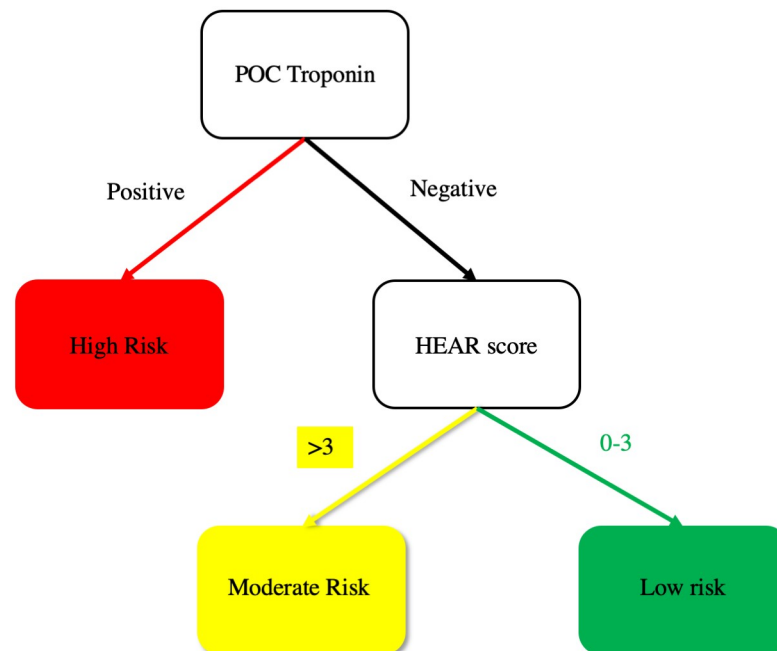 POC Troponin
Positive
Negative
High Risk
HEAR score
>3
0-3
Moderate Risk
Low risk